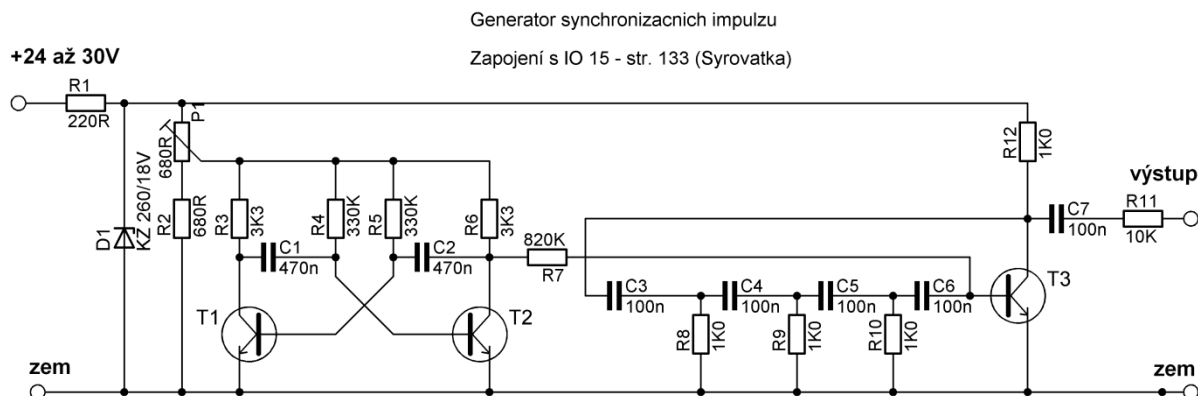 Generator synchronizacnich impulzu
Zapojení s IO 15 - str. 133 (Syrovatka)
+24 až 30V
R1
220R
P1
680R
R2
680R
D1
KZ 260/18V
R3
3K3
R4
330K
R5
330K
R6
3K3
C1
470n
C2
470n
820K
R7
T1
T2
C3
100n
C4
100n
C5
100n
C6
100n
R8
1K0
R9
1K0
R10
1K0
R12
1K0
T3
C7
100n
R11
10K
výstup
zem
zem